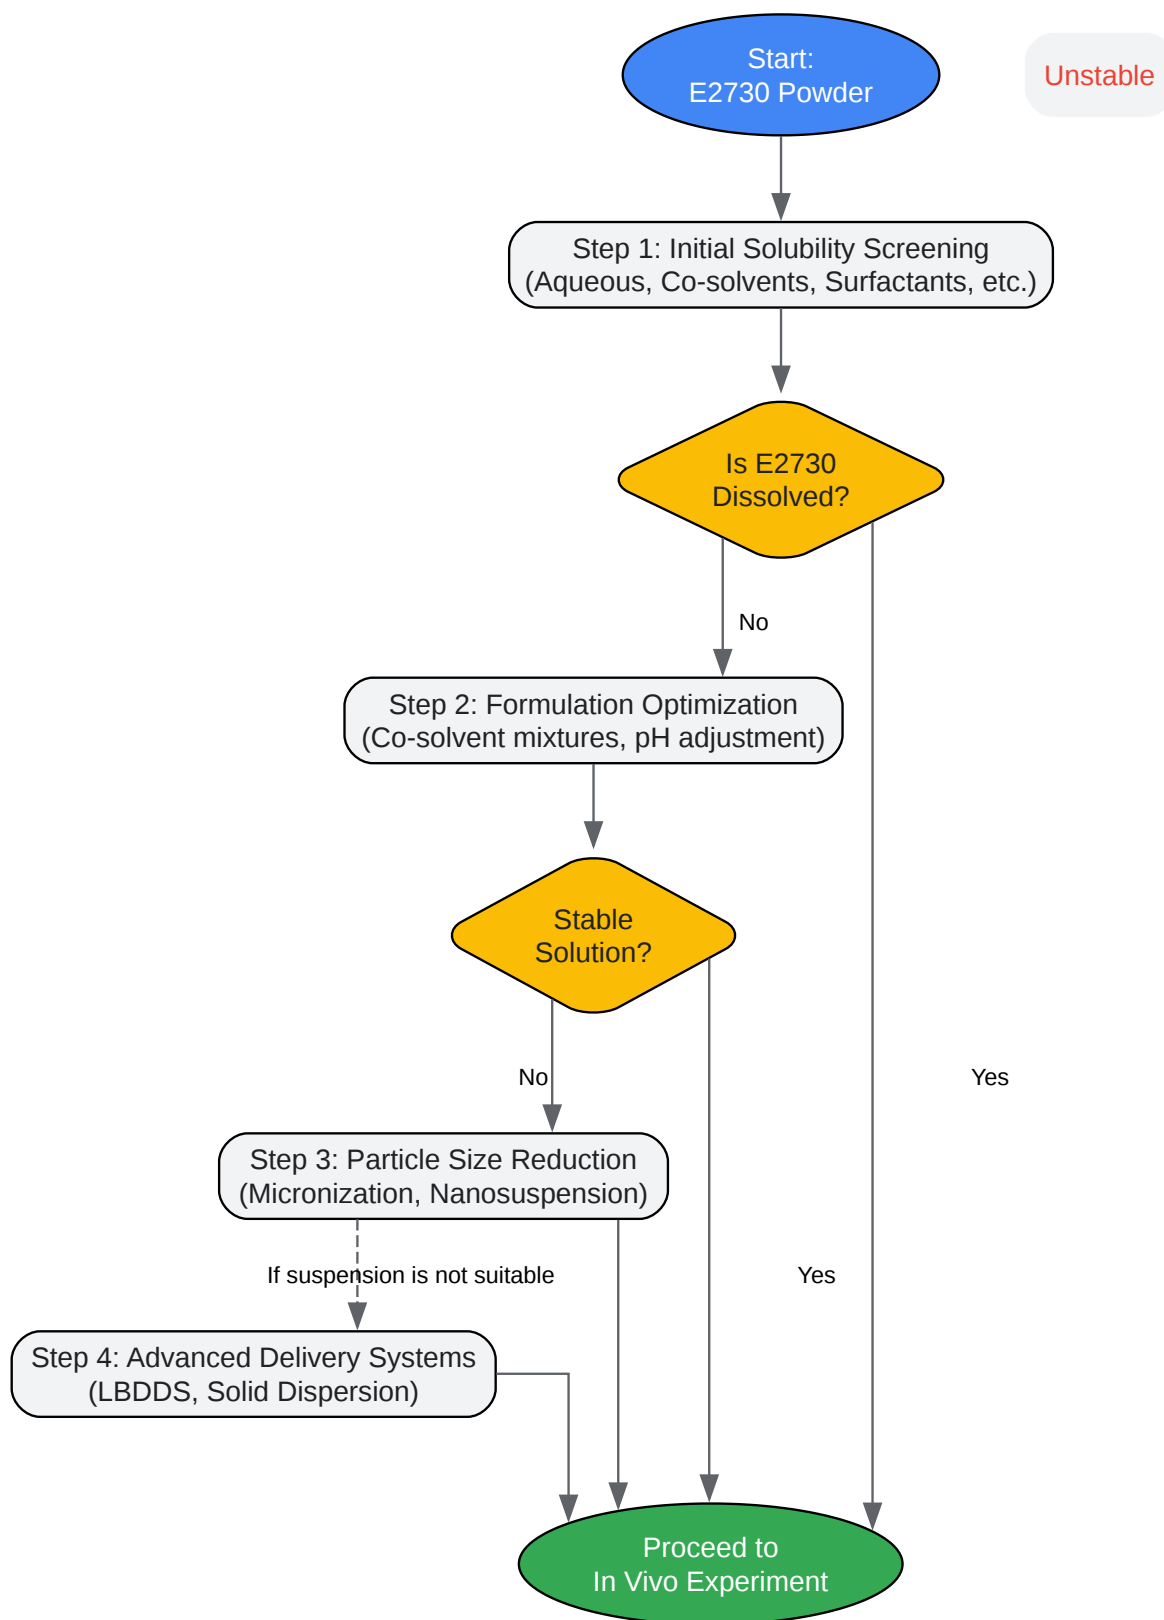 Start:
E2730 Powder
Unstable
Step 1: Initial Solubility Screening
(Aqueous, Co-solvents, Surfactants, etc.)
Is E2730
Dissolved?
No
Step 2: Formulation Optimization
(Co-solvent mixtures, pH adjustment)
Stable
Solution?
No
Yes
Step 3: Particle Size Reduction
(Micronization, Nanosuspension)
If suspension is not suitable
Yes
Step 4: Advanced Delivery Systems
(LBDDS, Solid Dispersion)
Proceed to
In Vivo Experiment